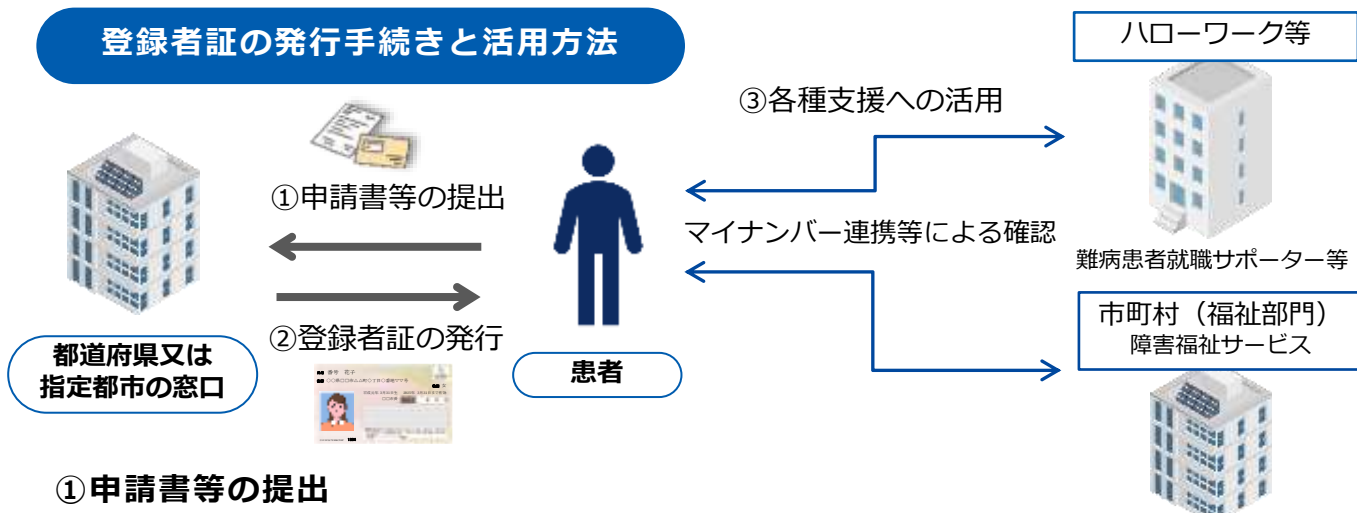 登録者証の発行手続きと活用方法
ハローワーク等
③各種支援への活用
①申請書等の提出
マイナンバー連携等による確認
難病患者就職サポーター等
②登録者証の発行
市町村（福祉部門）
障害福祉サービス
都道府県又は
指定都市の窓口
患者
番号 花子
①申請書等の提出